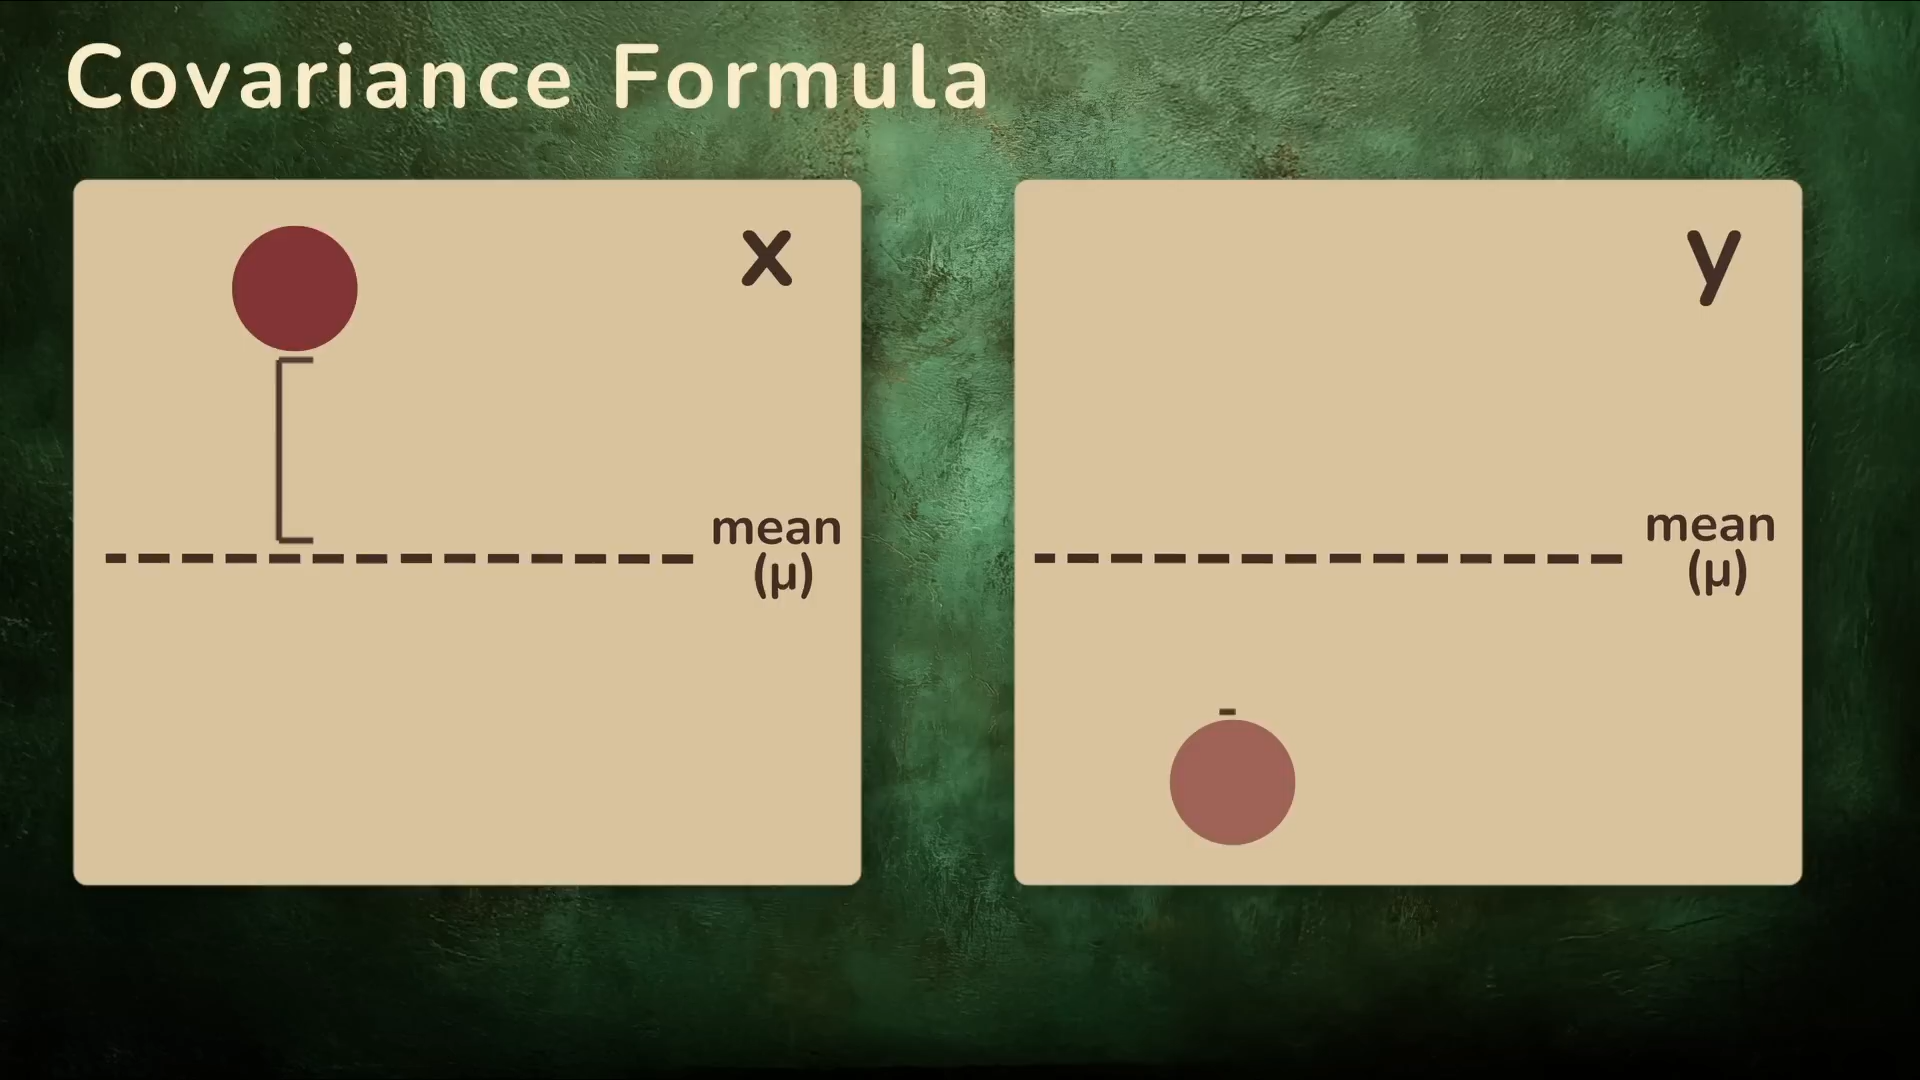 Covariance Formula
x
mean
(μ)
y
mean
(μ)